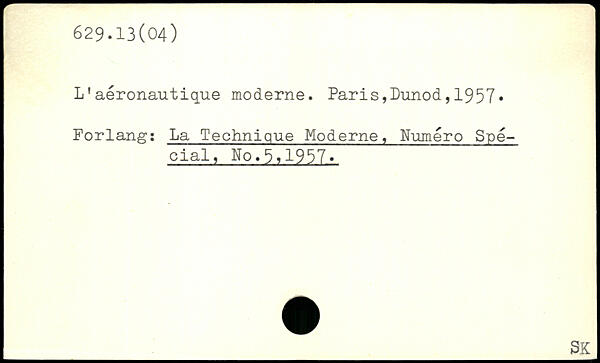 629.13(04)
L'aéronautique moderne. Paris,Dunod,1957.
Forlang: La Technique Moderne, Numéro Spé-
cial, No.5,1957.
SK